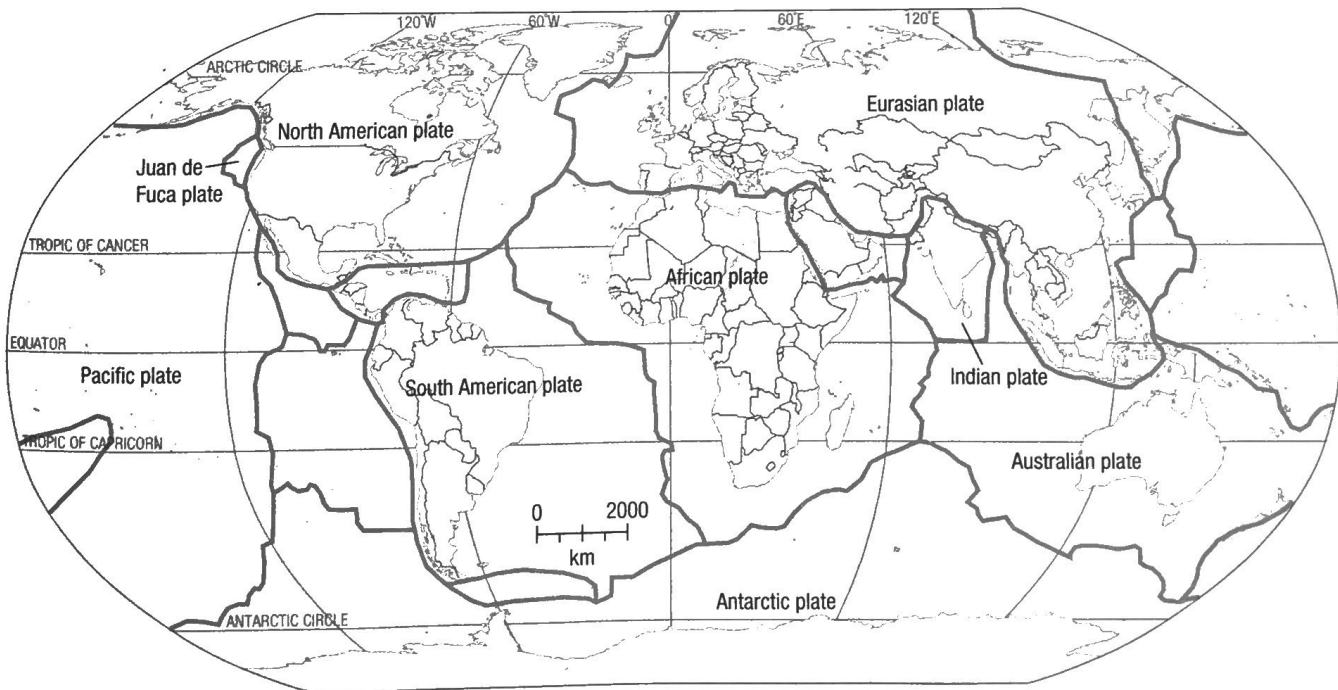 120°W
60°W
0
60°E
120°E
ARCTIC CIRCLE
Eurasian plate
North American plate
Juan de
Fuca plate
TROPIC OF CANCER
African plate
EQUATOR
Pacific plate
South American plate
Indian plate
TROPIC OF CAPRICORN
Australian plate
0
2000
km
Antarctic plate
ANTARCTIC CIRCLE